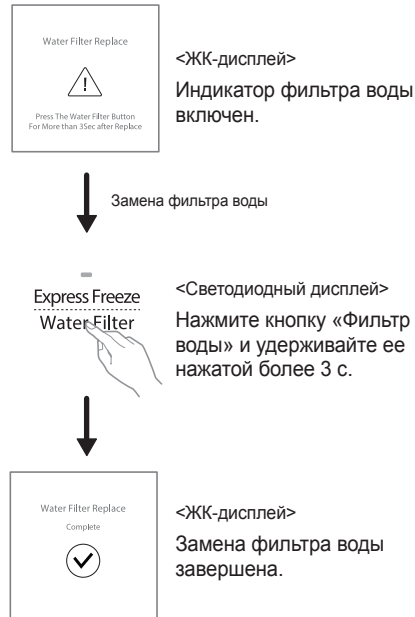 Water Filter Replace
!
Press The Water Filter Button
For More than 3Sec after Replace
<ЖК-дисплей>
Индикатор фильтра воды
включен.
Замена фильтра воды
Express Freeze
Water Filter
<Светодиодный дисплей>
Нажмите кнопку «Фильтр
воды» и удерживайте ее
нажатой более 3 с.
Water Filter Replace
Complete
<ЖК-дисплей>
Замена фильтра воды
завершена.